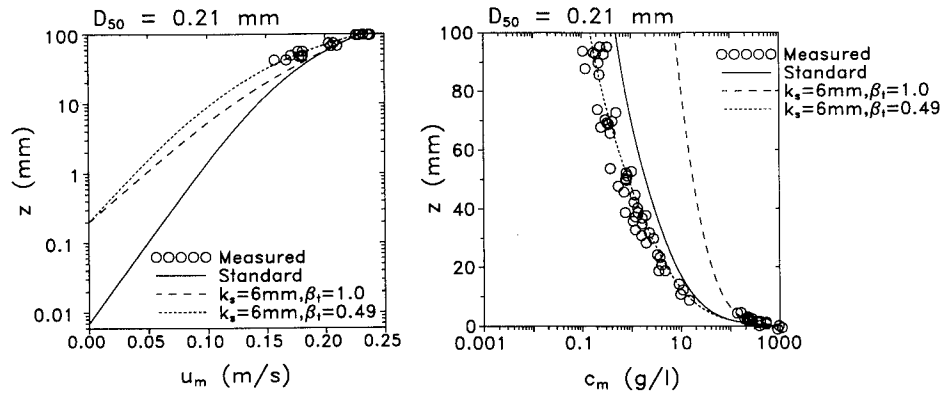 D₅₀ = 0.21 mm
z (mm)
100
10
1
0.1
0.01
Measured
Standard
kₛ=6mm,βₜ=1.0
kₛ=6mm,βₜ=0.49
0.00 0.05 0.10 0.15 0.20 0.25
uₘ (m/s)
D₅₀ = 0.21 mm
z (mm)
100
80
60
40
20
0
Measured
Standard
kₛ=6mm,βₜ=1.0
kₛ=6mm,βₜ=0.49
0.001 0.1 10 1000
cₘ (g/l)